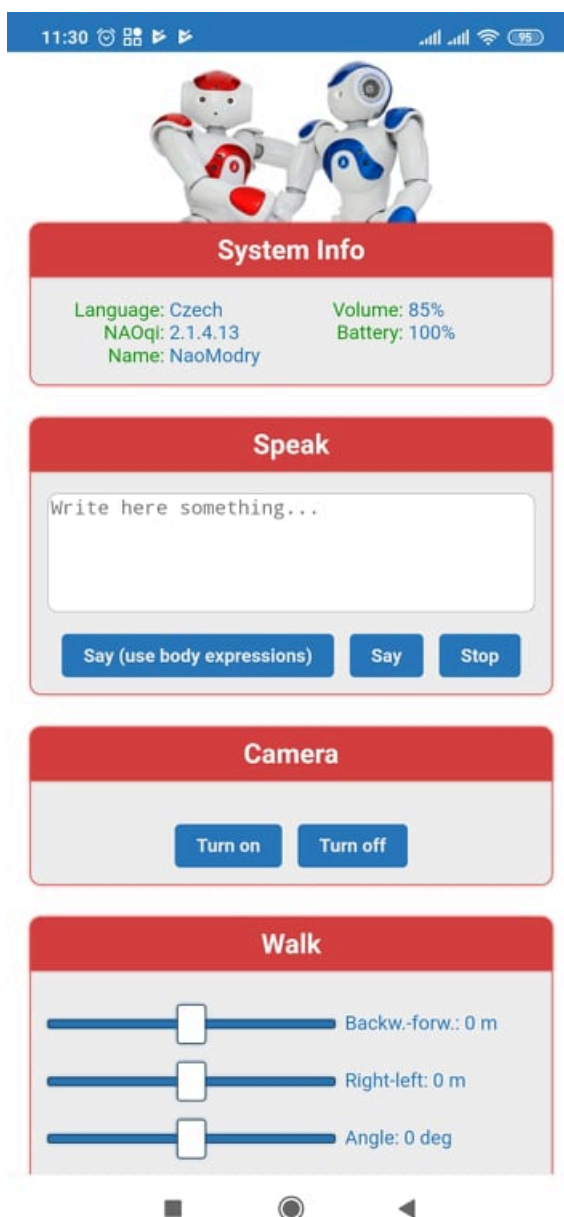 11:30
95
System Info
Language: Czech
Volume: 85%
NAOqi: 2.1.4.13
Battery: 100%
Name: NaoModry
Speak
Write here something...
Say (use body expressions)
Say
Stop
Camera
Turn on
Turn off
Walk
Backw.-forw.: 0 m
Right-left: 0 m
Angle: 0 deg